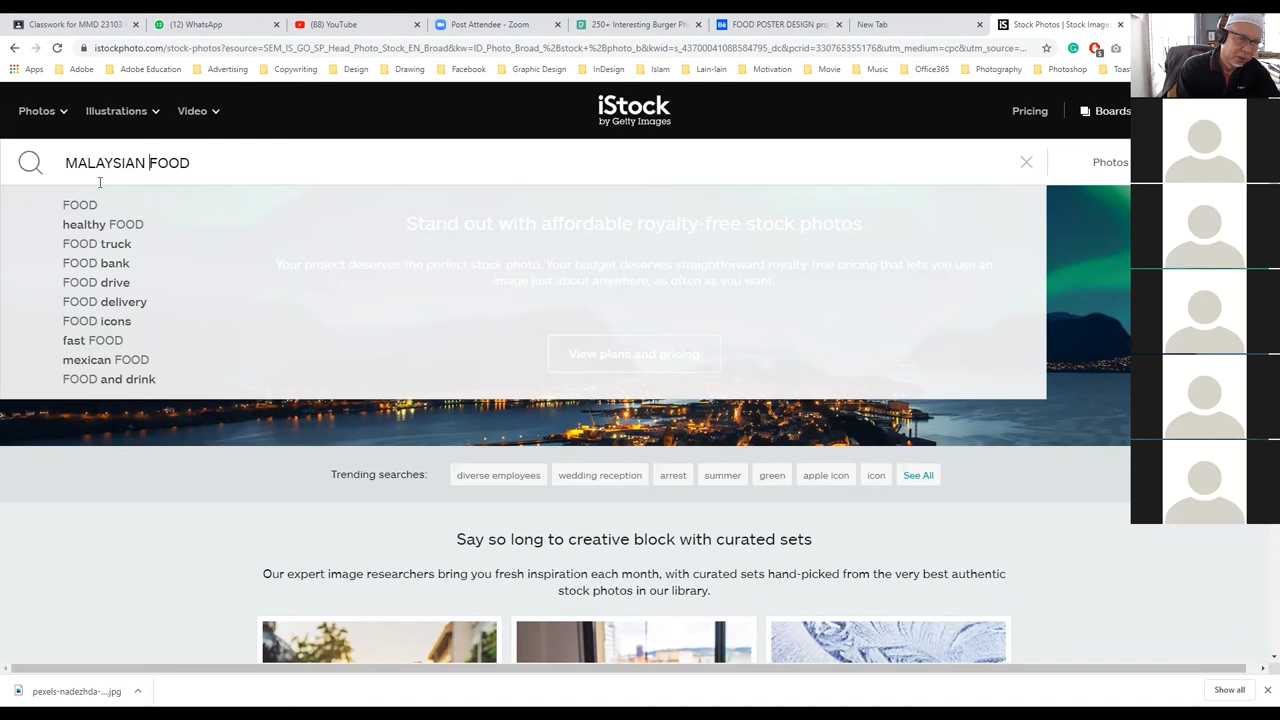 Classwork for MMD 23103
(12) WhatsApp
(88) YouTube
Post Attendee - Zoom
250+ Interesting Burger Ph
FOOD POSTER DESIGN pro
New Tab
Stock Photos | Stock Image
istockphoto.com/stock-photos?esource=SEM_IS_GO_SP_Head_Photo_Stock_EN_Broad&kw=ID_Photo_Broad_%2Bstock+%2Bphoto_b&kwid=s_43700041088584795_dc&pcrid=330765355176&utm_medium=cpc&utm_source=...
Apps
Adobe
Adobe Education
Advertising
Copywriting
Design
Drawing
Facebook
Graphic Design
InDesign
Islam
Lain-lain
Motivation
Movie
Music
Office365
Photography
Photoshop
Toas
Photos
Illustrations
Video
iStock
by Getty Images
Pricing
Boards
MALAYSIAN FOOD
Photos
FOOD
healthy FOOD
FOOD truck
FOOD bank
FOOD drive
FOOD delivery
FOOD icons
fast FOOD
mexican FOOD
FOOD and drink
Stand out with affordable royalty-free stock photos
Your project deserves the perfect stock photo. Your budget deserves straightforward royalty-free pricing that lets you use an
image just about anywhere, as often as you want.
View plans and pricing
Trending searches:
diverse employees
wedding reception
arrest
summer
green
apple icon
icon
See All
Say so long to creative block with curated sets
Our expert image researchers bring you fresh inspiration each month, with curated sets hand-picked from the very best authentic
stock photos in our library.
pexels-nadezhda-....jpg
Show all